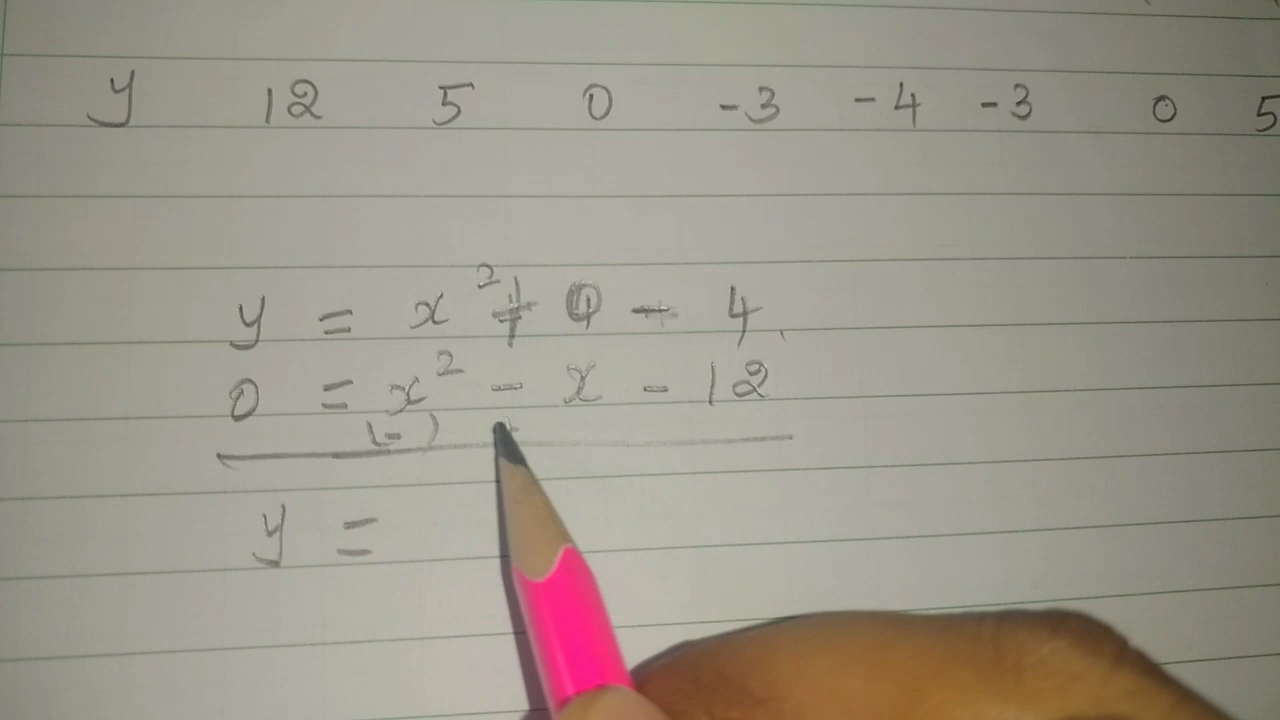 y 12 5 0 -3 -4 -3 0 5
y = x² + 0 - 4
0 = x² - x - 12
(-)
y =